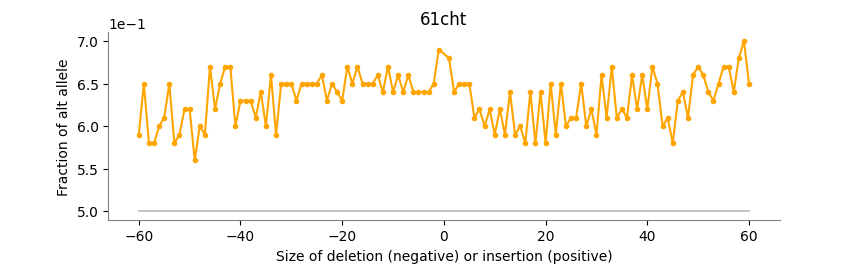 61cht
1e−1
7.0
6.5
6.0
5.5
5.0
Fraction of alt allele
−60 −40 −20 0 20 40 60
Size of deletion (negative) or insertion (positive)